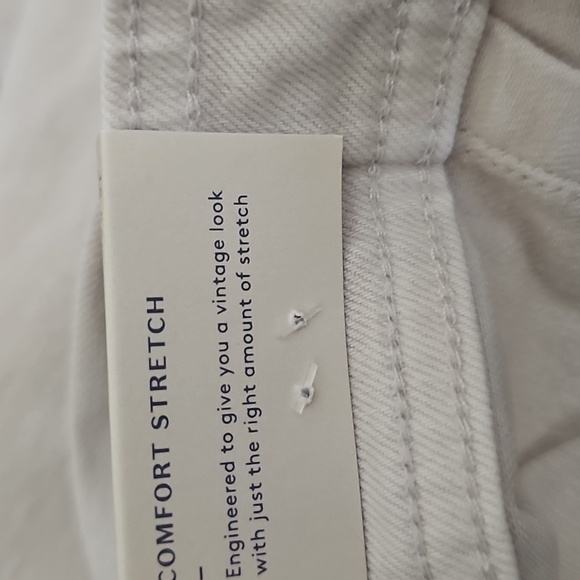 COMFORT STRETCH
Engineered to give you a vintage look
with just the right amount of stretch